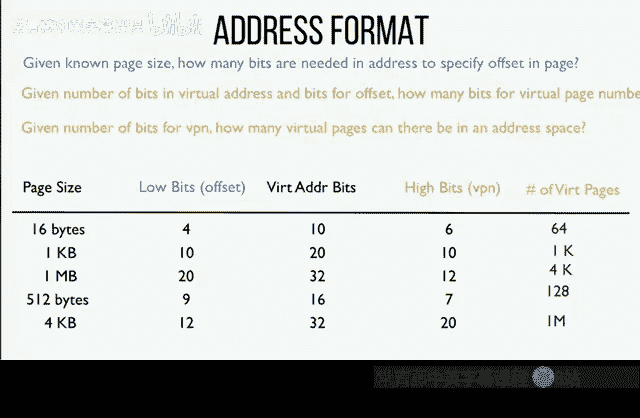 ADDRESS FORMAT
Given known page size, how many bits are needed in address to specify offset in page?
Given number of bits in virtual address and bits for offset, how many bits for virtual page numbe
Given number of bits for vpn, how many virtual pages can there be in an address space?
Page Size Low Bits (offset) Virt Addr Bits High Bits (vpn) # of Virt Pages
16 bytes 4 10 6 64
1 KB 10 20 10 1 K
1 MB 20 32 12 4 K
512 bytes 9 16 7 128
4 KB 12 32 20 1M